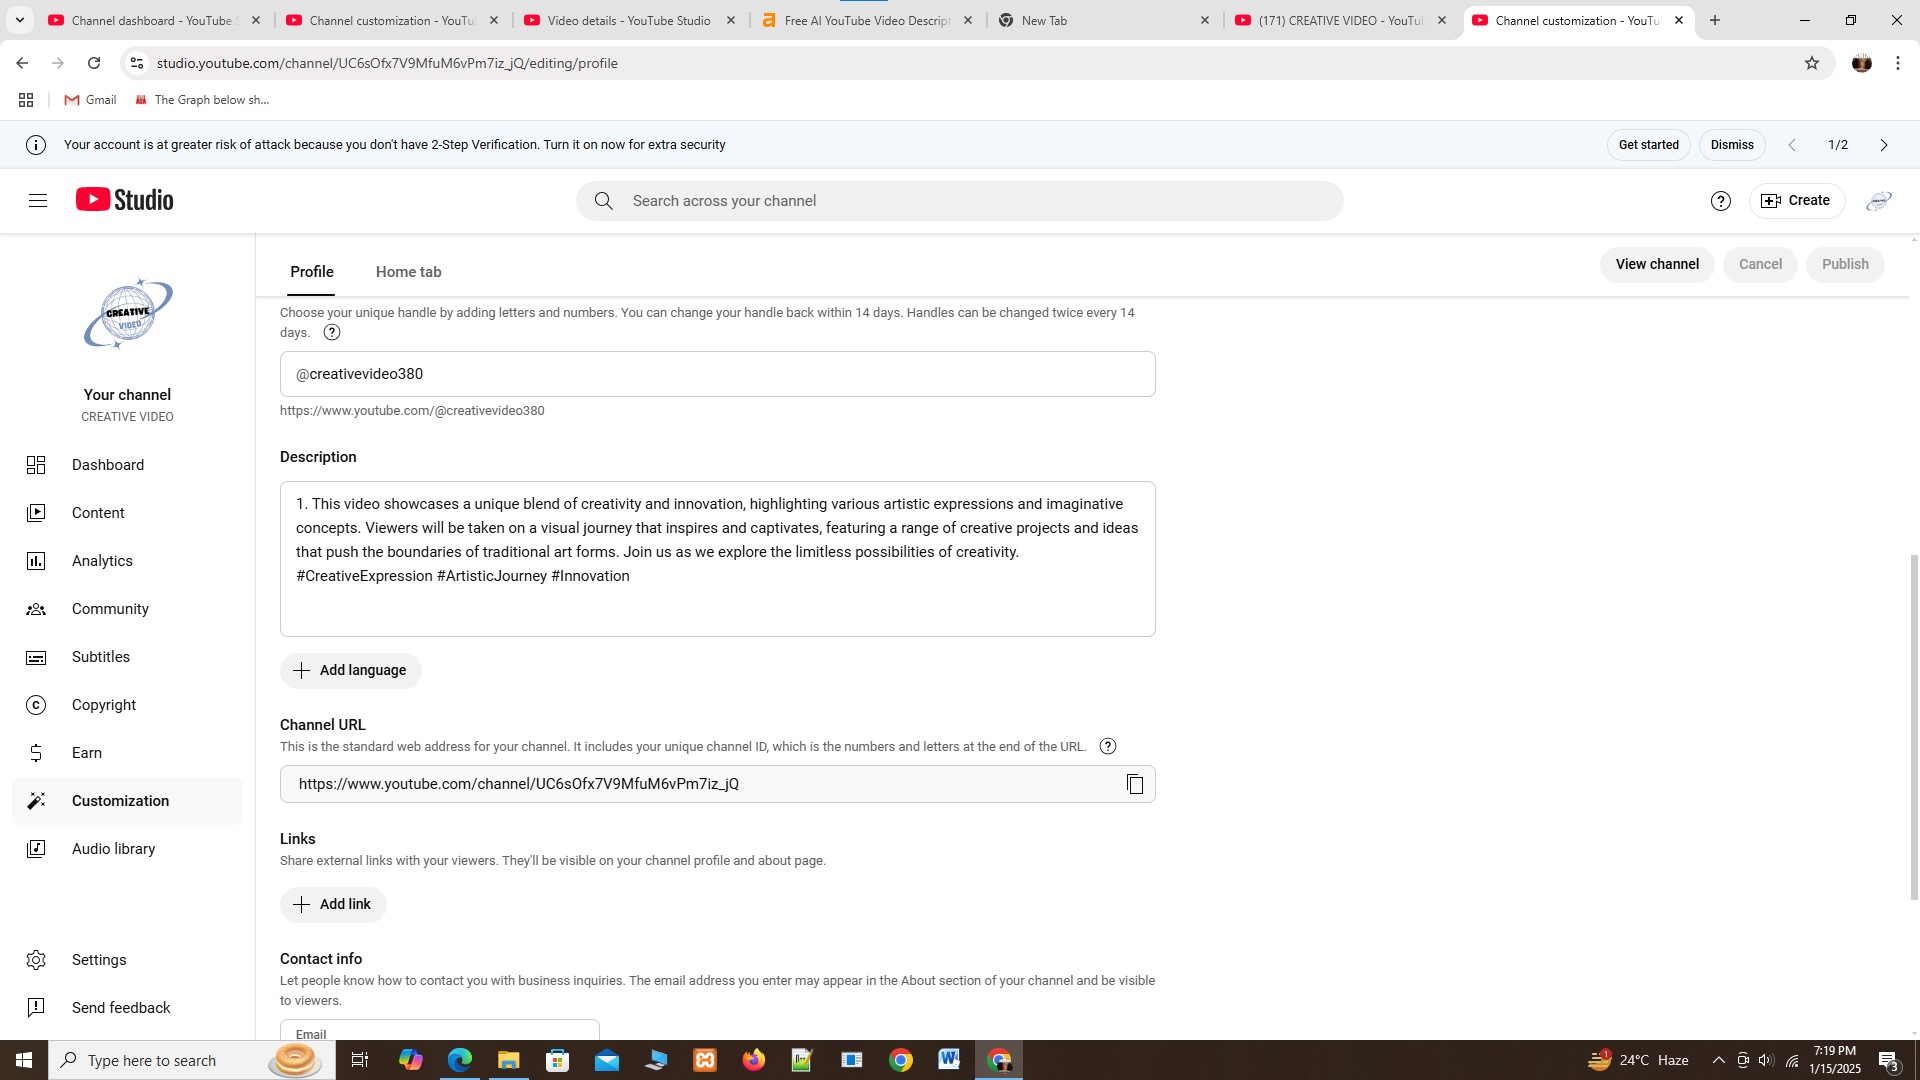 Channel dashboard - YouTube S
Channel customization - YouTu
Video details - YouTube Studio
Free AI YouTube Video Descript
New Tab
(171) CREATIVE VIDEO - YouTu
Channel customization - YouTu
studio.youtube.com/channel/UC6sOfx7V9MfuM6vPm7iz_jQ/editing/profile
Gmail
The Graph below sh...
Your account is at greater risk of attack because you don't have 2-Step Verification. Turn it on now for extra security
Get started
Dismiss
1/2
Studio
Search across your channel
Create
CREATIVE
VIDEO
Your channel
CREATIVE VIDEO
Dashboard
Content
Analytics
Community
Subtitles
Copyright
Earn
Customization
Audio library
Settings
Send feedback
Profile
Home tab
View channel
Cancel
Publish
Choose your unique handle by adding letters and numbers. You can change your handle back within 14 days. Handles can be changed twice every 14
days.
@creativevideo380
https://www.youtube.com/@creativevideo380
Description
1. This video showcases a unique blend of creativity and innovation, highlighting various artistic expressions and imaginative
concepts. Viewers will be taken on a visual journey that inspires and captivates, featuring a range of creative projects and ideas
that push the boundaries of traditional art forms. Join us as we explore the limitless possibilities of creativity.
#CreativeExpression #ArtisticJourney #Innovation
Add language
Channel URL
This is the standard web address for your channel. It includes your unique channel ID, which is the numbers and letters at the end of the URL.
https://www.youtube.com/channel/UC6sOfx7V9MfuM6vPm7iz_jQ
Links
Share external links with your viewers. They'll be visible on your channel profile and about page.
Add link
Contact info
Let people know how to contact you with business inquiries. The email address you enter may appear in the About section of your channel and be visible
to viewers.
Email
Type here to search
1
24°C Haze
7:19 PM
1/15/2025
3